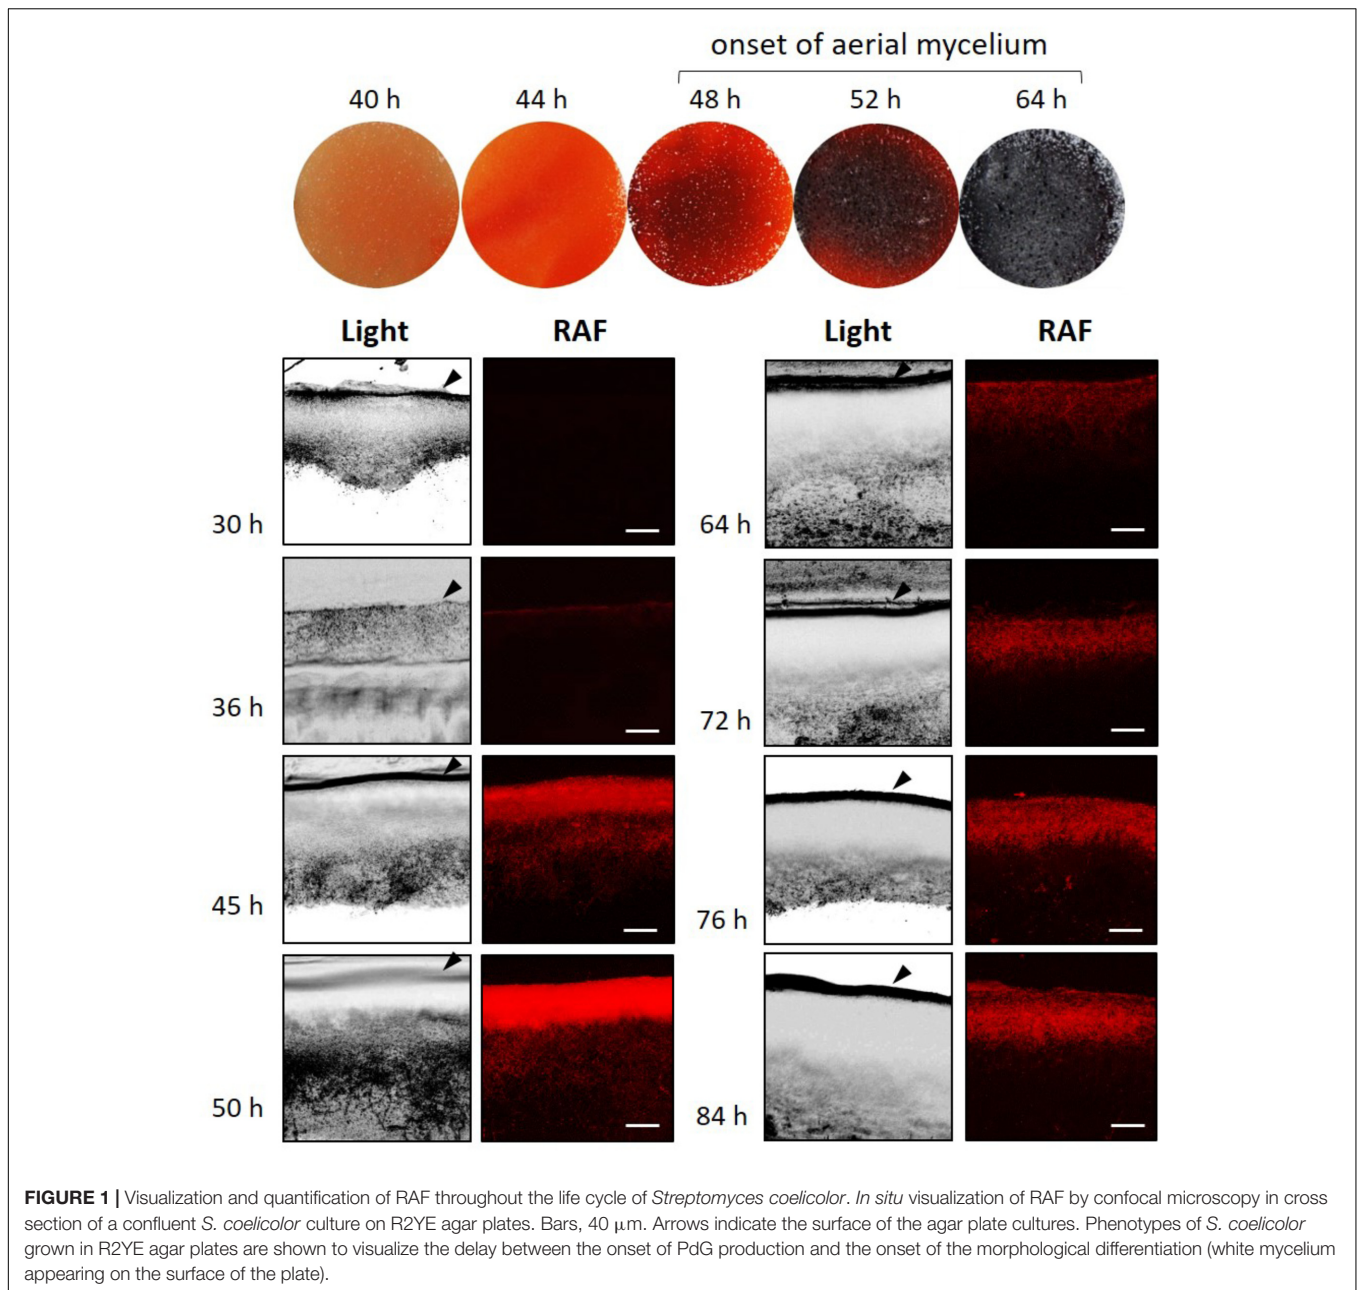 onset of aerial mycelium
40 h 44 h 48 h 52 h 64 h
Light RAF Light RAF
30 h 64 h
36 h 72 h
45 h 76 h
50 h 84 h
FIGURE 1 | Visualization and quantification of RAF throughout the life cycle of Streptomyces coelicolor. In situ visualization of RAF by confocal microscopy in cross
section of a confluent S. coelicolor culture on R2YE agar plates. Bars, 40 μm. Arrows indicate the surface of the agar plate cultures. Phenotypes of S. coelicolor
grown in R2YE agar plates are shown to visualize the delay between the onset of PdG production and the onset of the morphological differentiation (white mycelium
appearing on the surface of the plate).